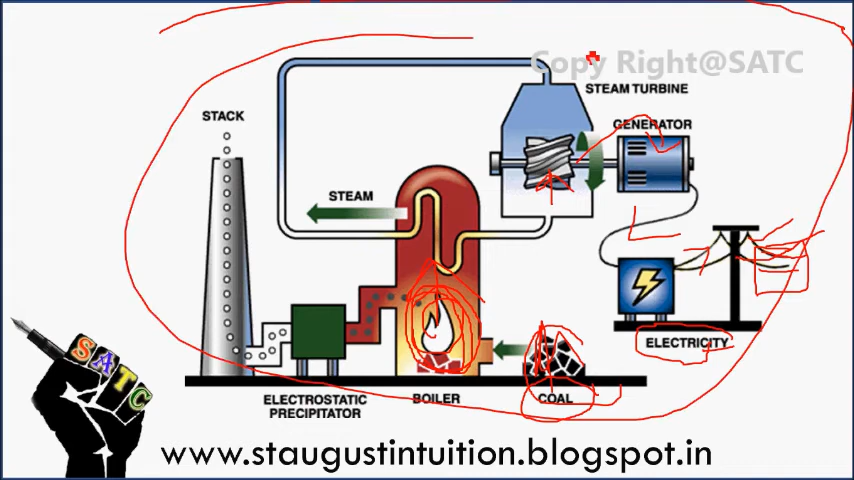 Copy Right@SATC
STEAM TURBINE
STACK
GENERATOR
STEAM
ELECTRICITY
ELECTROSTATIC
PRECIPITATOR
BOILER
COAL
SATC
www.staugustintuition.blogspot.in